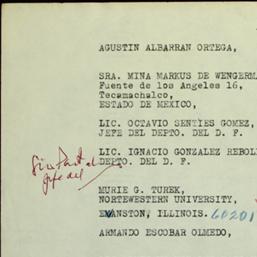 AGUSTIN ALBARRAN ORTEGA,
SRA. MINA MARKUS DE WENGERM
Fuente de los Angeles 16,
Tecamachalco,
ESTADO DE MEXICO,
LIC. OCTAVIO SENTIES GOMEZ,
JEFE DEL DEPTO. DEL D. F.
LIC. IGNACIO GONZALEZ REBOL
DEPTO. DEL D. F.
jefe del
MURIE G. TUREK,
NORTEWESTERN UNIVERSITY,
EVANSTON, ILLINOIS. 60201
ARMANDO ESCOBAR OLMEDO,